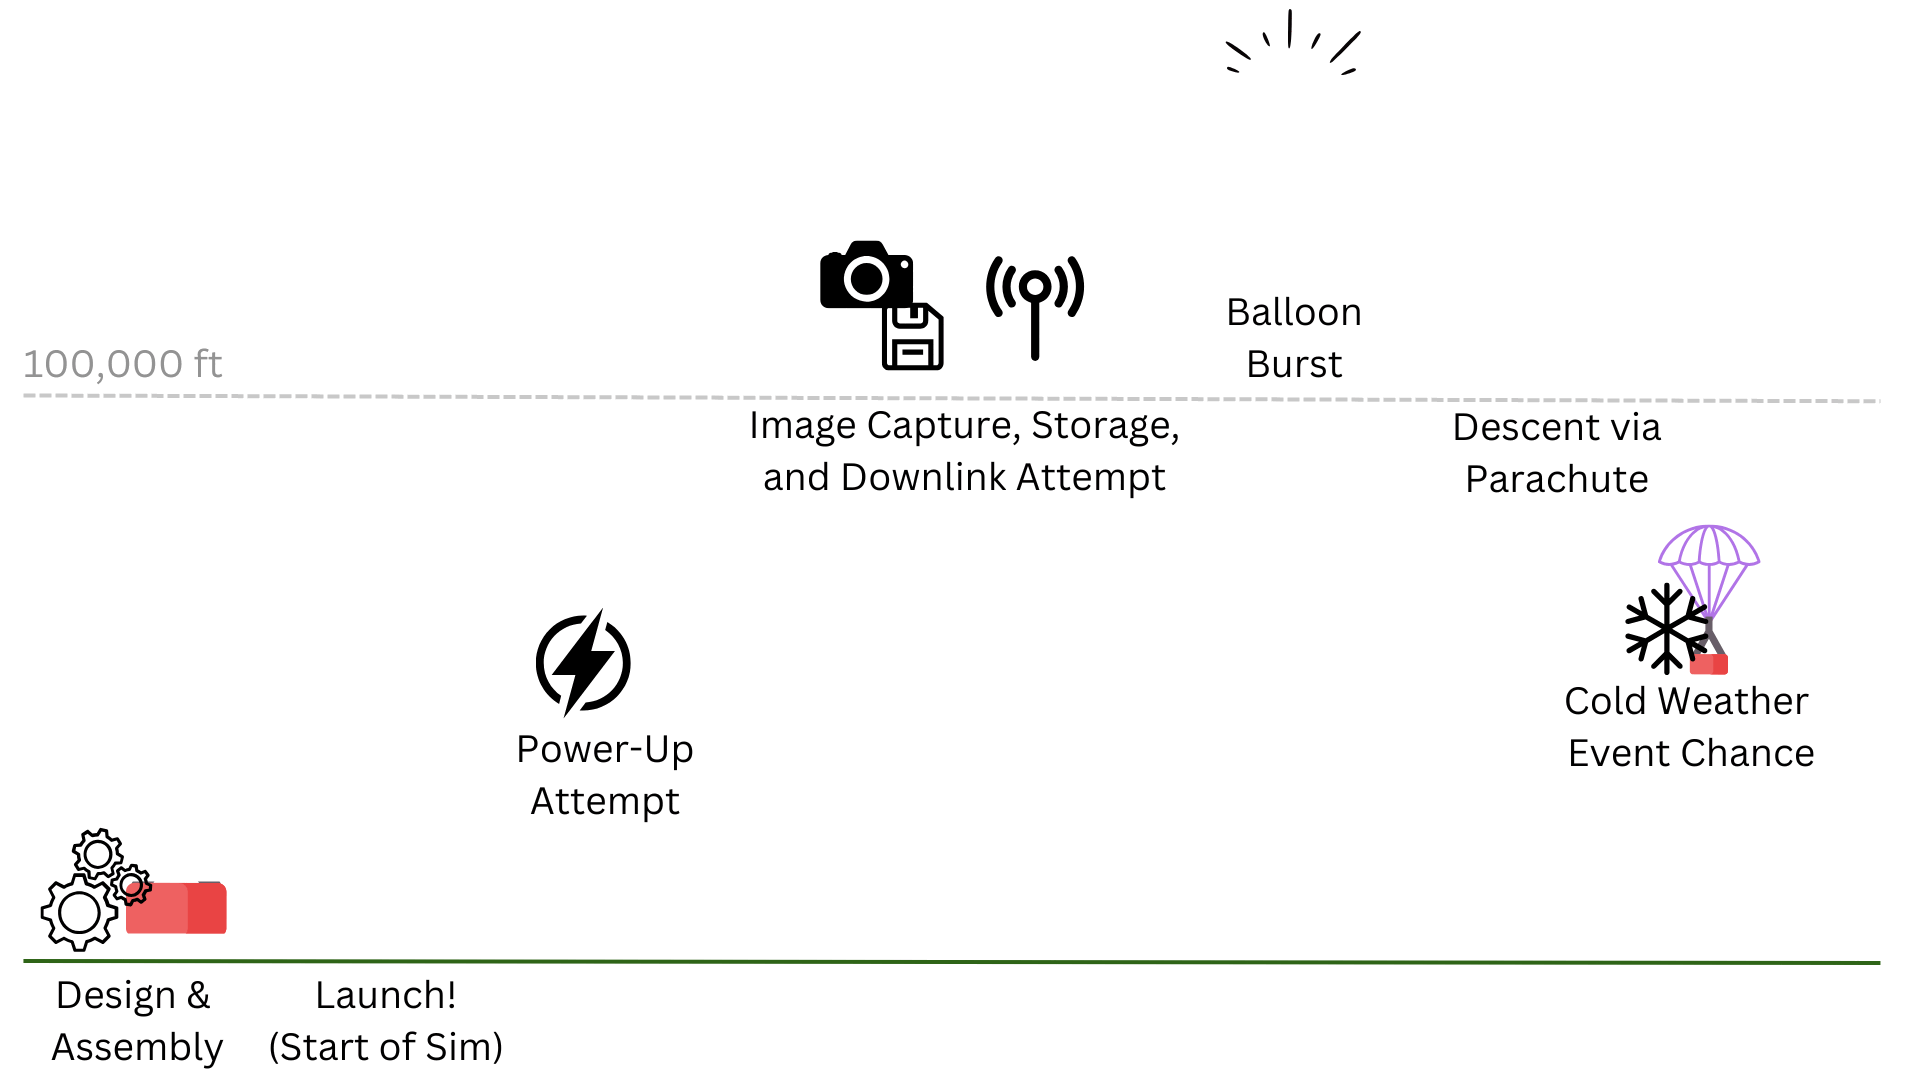 100,000 ft
Balloon
Burst
Image Capture, Storage,
and Downlink Attempt
Descent via
Parachute
Power-Up
Attempt
Cold Weather
Event Chance
Design &
Assembly
Launch!
(Start of Sim)